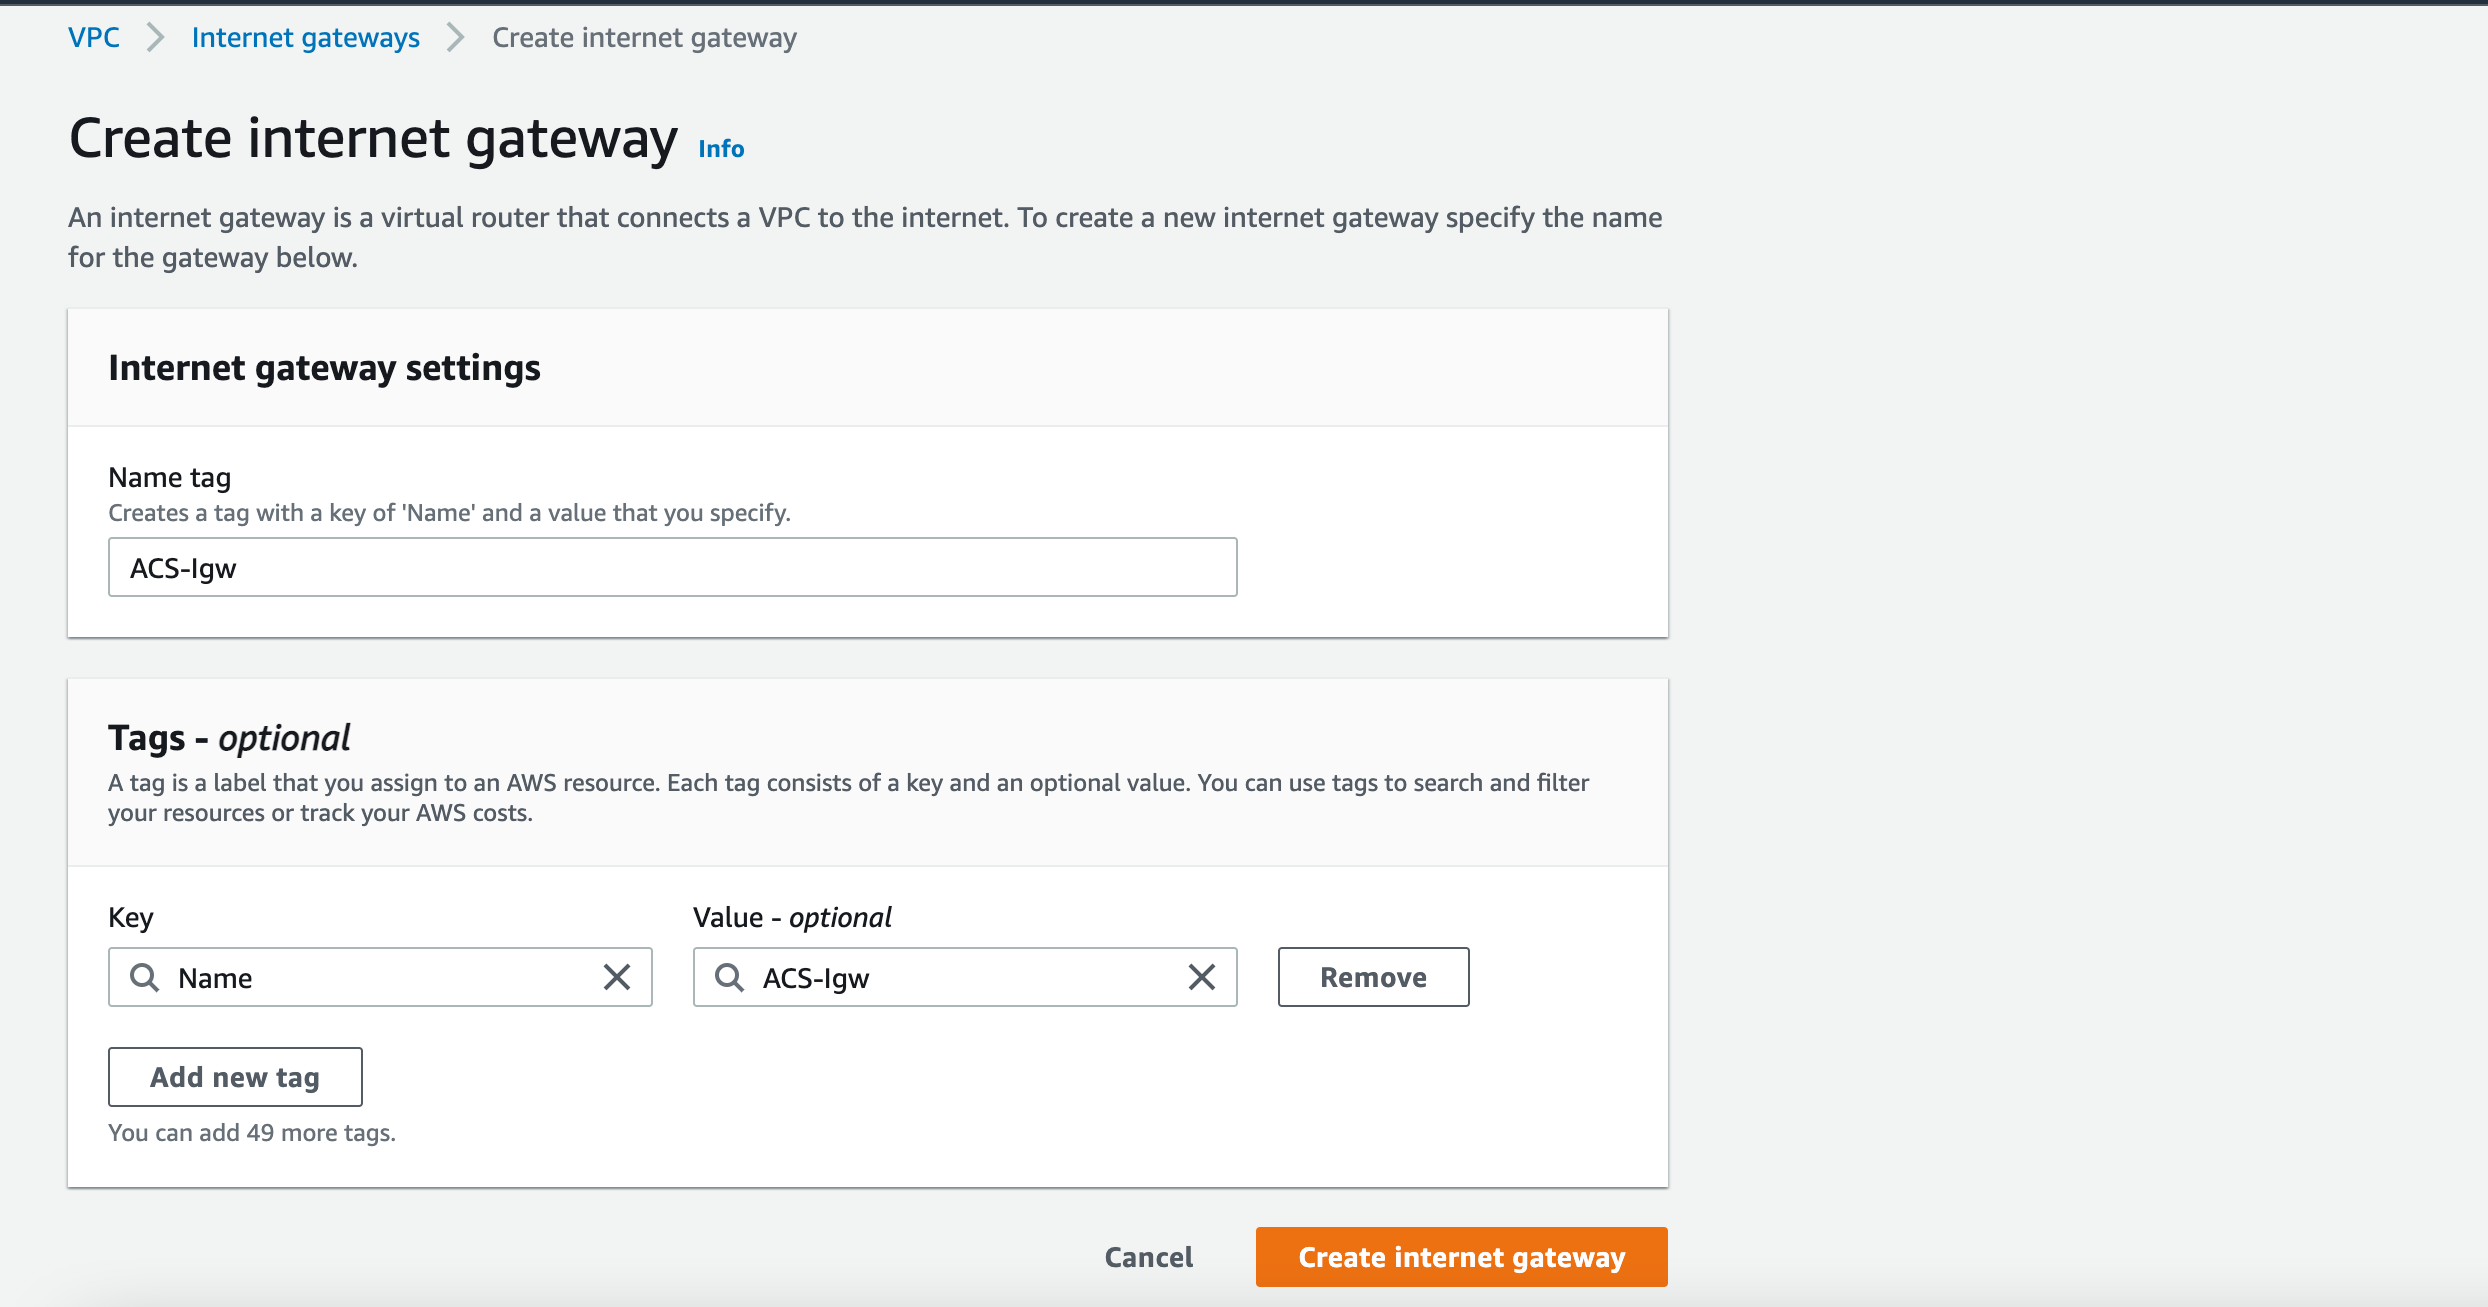 VPC > Internet gateways > Create internet gateway
Create internet gateway Info
An internet gateway is a virtual router that connects a VPC to the internet. To create a new internet gateway specify the name
for the gateway below.
Internet gateway settings
Name tag
Creates a tag with a key of 'Name' and a value that you specify.
ACS-Igw
Tags - optional
A tag is a label that you assign to an AWS resource. Each tag consists of a key and an optional value. You can use tags to search and filter
your resources or track your AWS costs.
Key Value - optional
Name ACS-Igw Remove
Add new tag
You can add 49 more tags.
Cancel Create internet gateway